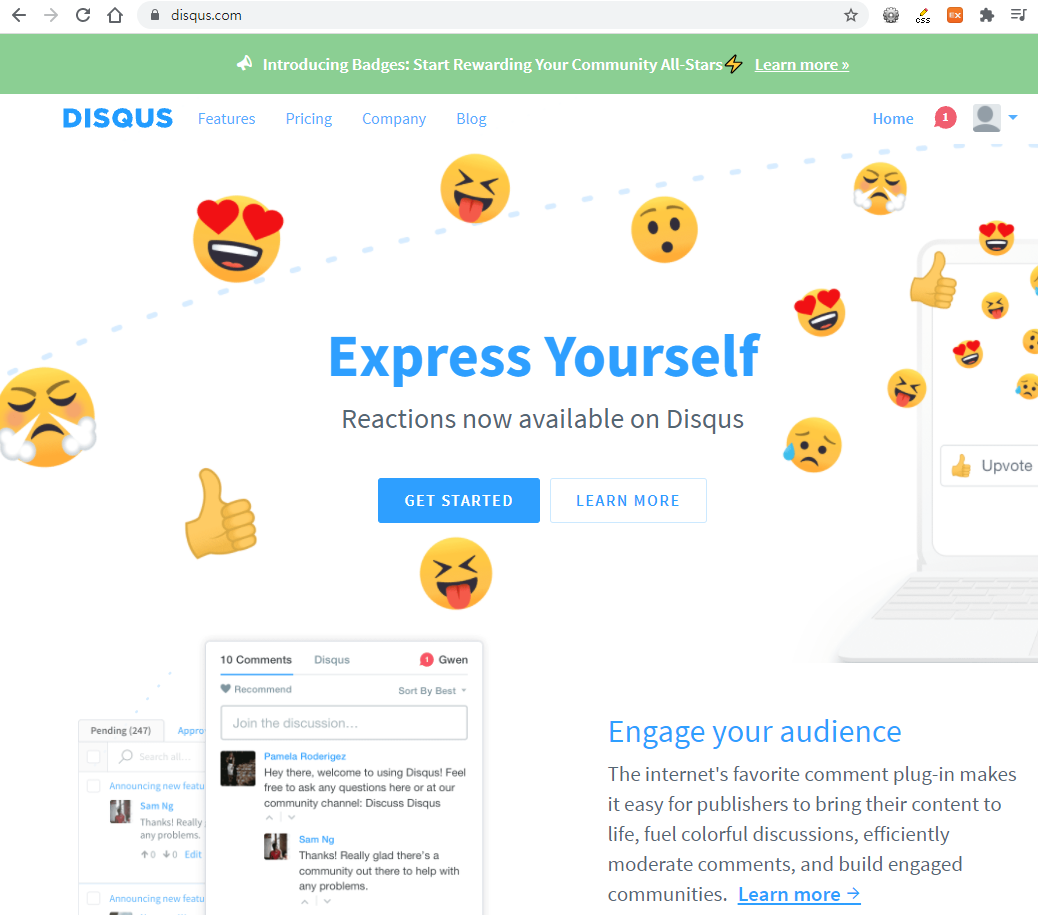 disqus.com
css
EX
Introducing Badges: Start Rewarding Your Community All-Stars⚡ Learn more »
DISQUS Features Pricing Company Blog Home 1
Express Yourself
Reactions now available on Disqus
Upvote
GET STARTED LEARN MORE
10 Comments Disqus 1 Gwen
Recommend Sort By Best
Join the discussion...
Pamela Roderigez
Hey there, welcome to using Disqus! Feel
free to ask any questions here or at our
community channel: Discuss Disqus
Sam Ng
Thanks! Really glad there's a
community out there to help with
any problems.
Pending (247) Appro
Search all...
Announcing new featu
Sam Ng
Thanks! Really
any problems.
0 0 Edit
Announcing new featu
Engage your audience
The internet's favorite comment plug-in makes
it easy for publishers to bring their content to
life, fuel colorful discussions, efficiently
moderate comments, and build engaged
communities. Learn more →